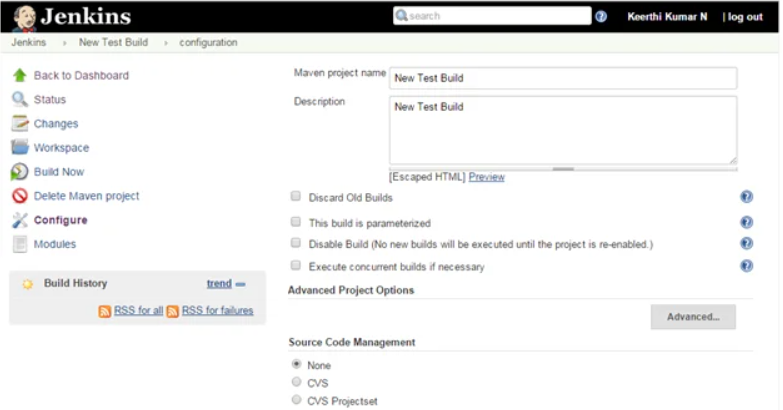 Jenkins
search
Keerthi Kumar N | log out
Jenkins › New Test Build › configuration
Back to Dashboard
Status
Changes
Workspace
Build Now
Delete Maven project
Configure
Modules
Build History trend
RSS for all RSS for failures
Maven project name New Test Build
Description New Test Build
[Escaped HTML] Preview
Discard Old Builds
This build is parameterized
Disable Build (No new builds will be executed until the project is re-enabled.)
Execute concurrent builds if necessary
Advanced Project Options
Advanced...
Source Code Management
None
CVS
CVS Projectset